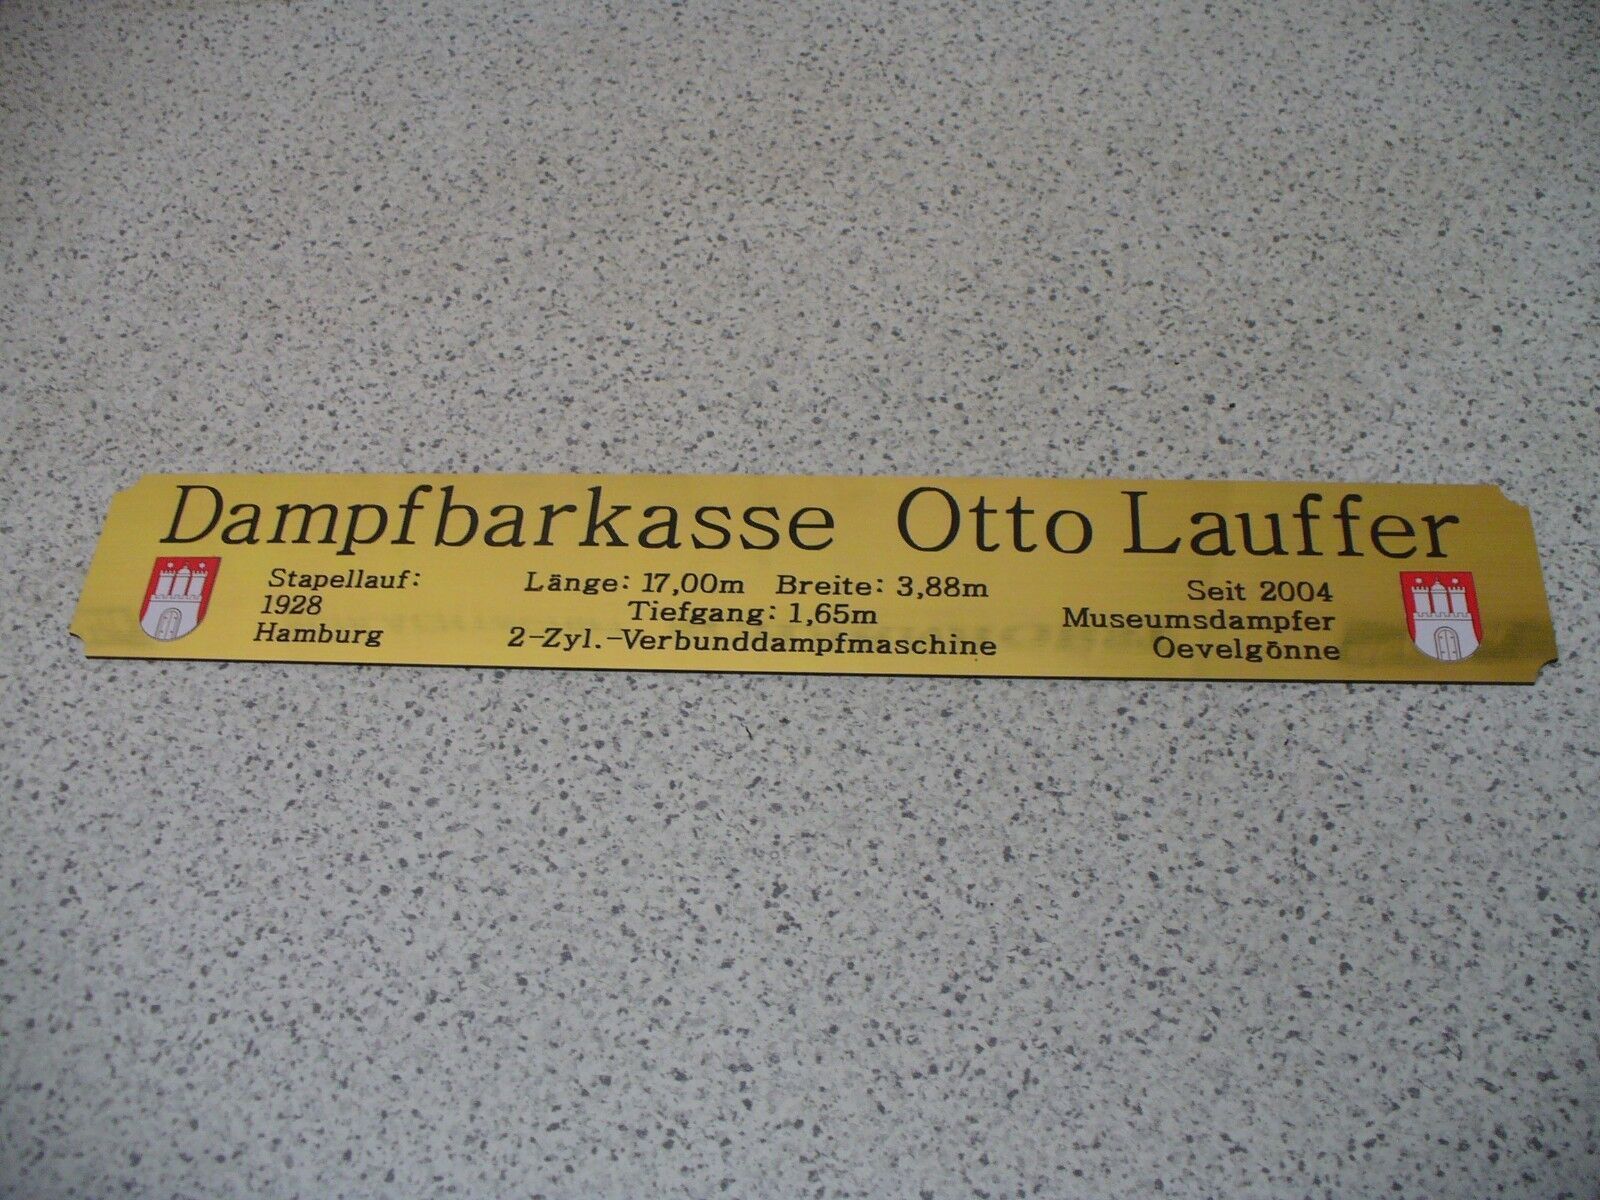 Dampfbarkasse Otto Lauffer
Stapellauf:
1928
Hamburg
Länge: 17,00m Breite: 3,88m
Tiefgang: 1,65m
2-Zyl.-Verbunddampfmaschine
Seit 2004
Museumsdampfer
Oevelgönne